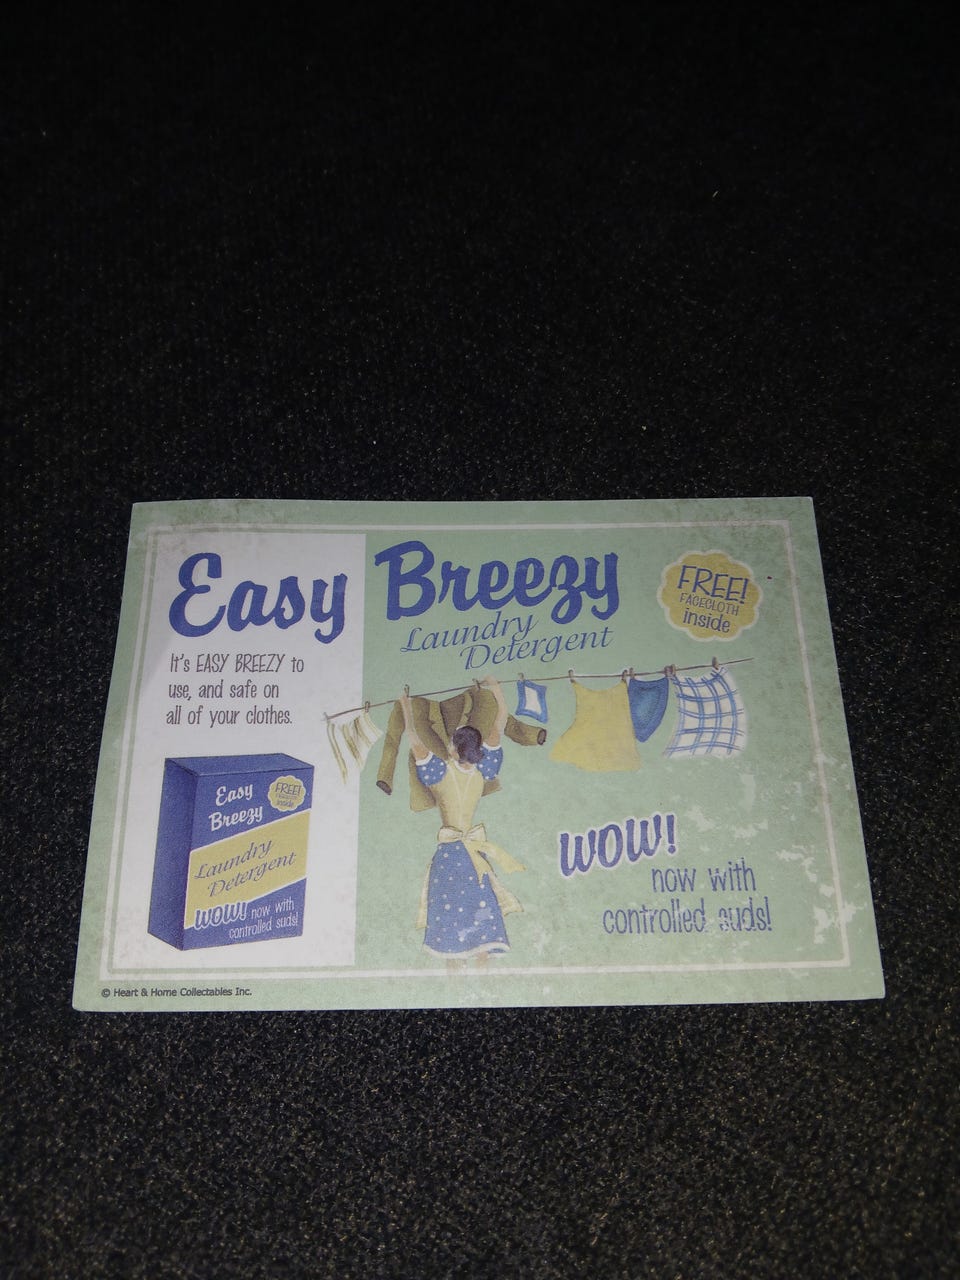 Easy Breezy
Laundry
Detergent
FREE!
FACECLOTH
inside
It's EASY BREEZY to
use, and safe on
all of your clothes.
Easy
Breezy
FREE!
inside
Laundry
Detergent
WOW! now with
controlled suds!
WOW!
now with
controlled suds!
© Heart & Home Collectables Inc.